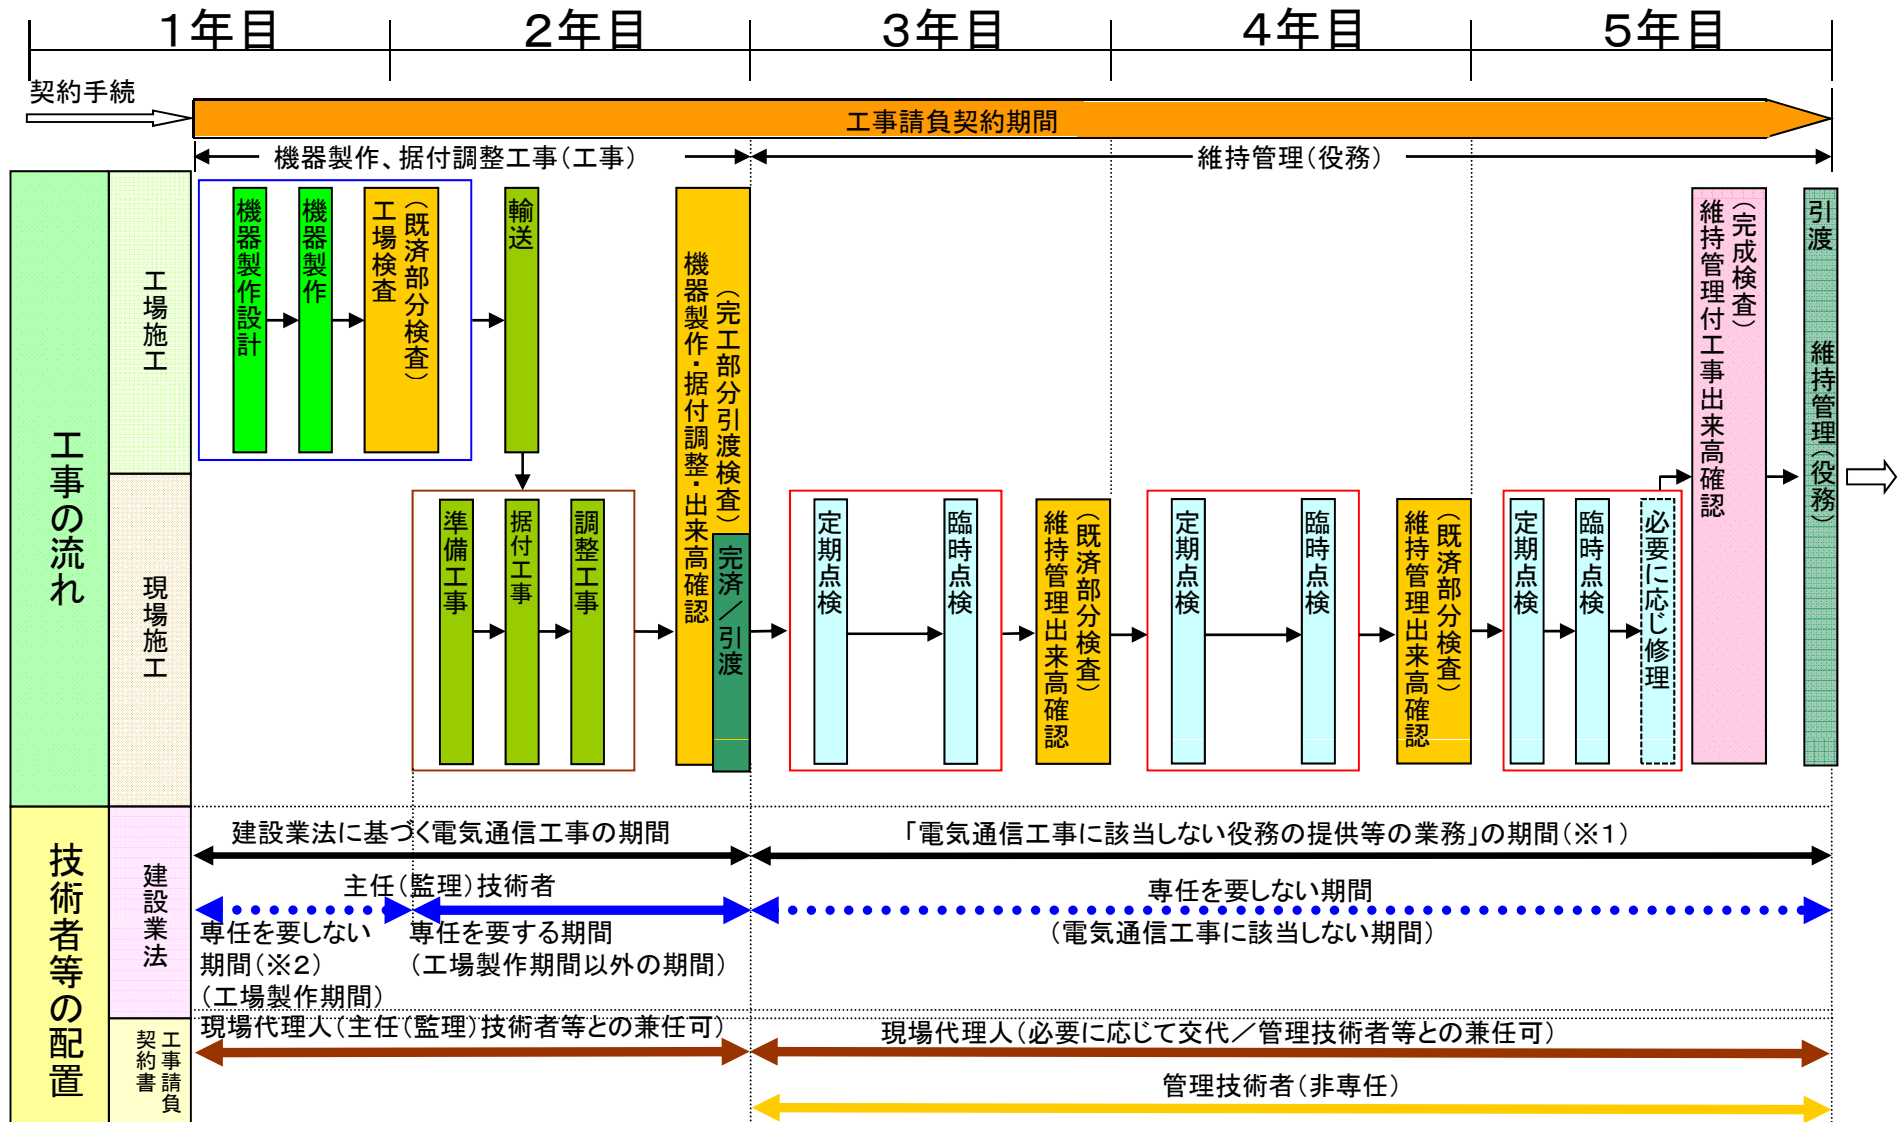 1年目
2年目
3年目
4年目
5年目
契約手続
工事請負契約期間
機器製作、据付調整工事(工事)
維持管理(役務)
工事の流れ
工場施工
機器製作設計
機器製作
工場検査
(既済部分検査)
輸送
機器製作・据付調整・出来高確認
(完工部分引渡検査)
完済/引渡
維持管理付工事出来高確認
(完成検査)
引渡
維持管理(役務)
現場施工
準備工事
据付工事
調整工事
定期点検
臨時点検
維持管理出来高確認
(既済部分検査)
定期点検
臨時点検
維持管理出来高確認
(既済部分検査)
定期点検
臨時点検
必要に応じ修理
技術者等の配置
建設業法
建設業法に基づく電気通信工事の期間
「電気通信工事に該当しない役務の提供等の業務」の期間(※1)
主任(監理)技術者
専任を要しない期間
専任を要しない
期間(※2)
(工場製作期間)
専任を要する期間
(工場製作期間以外の期間)
(電気通信工事に該当しない期間)
工事請負
契約書
現場代理人(主任(監理)技術者等との兼任可)
現場代理人(必要に応じて交代/管理技術者等との兼任可)
管理技術者(非専任)